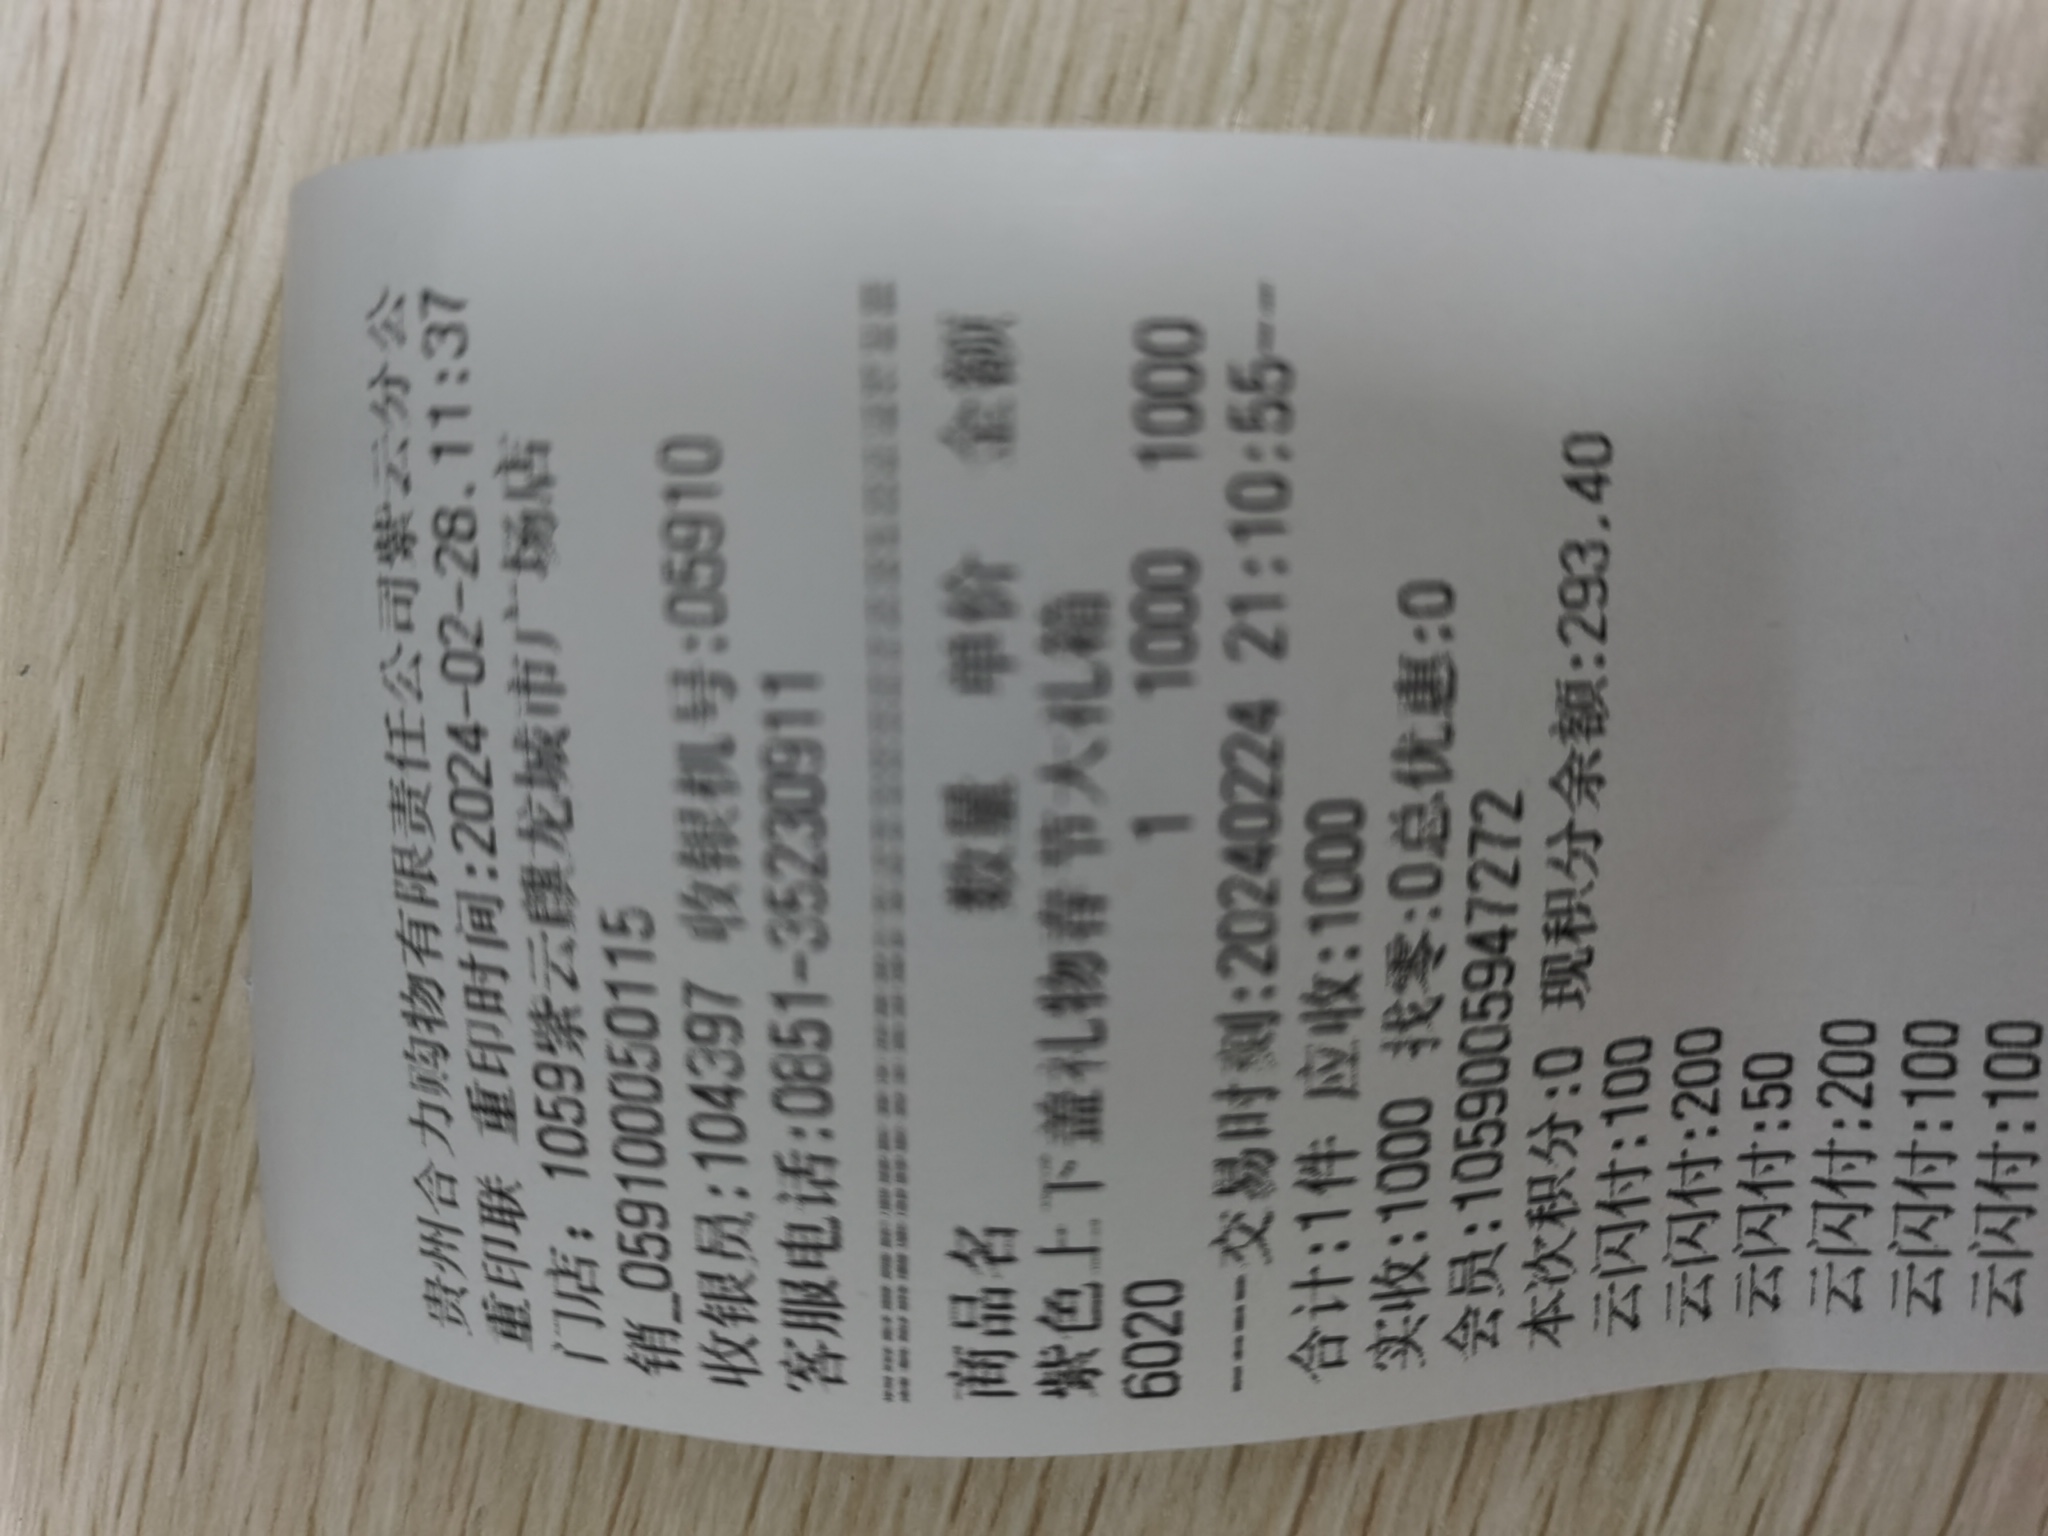 贵州合力购物有限责任公司紫云分公
重印联 重印时间:2024-02-28.11:37
门店: 1059紫云麒龙城市广场店
销_059100050115
收银员:104397 收银机号:05910
客服电话:0851-35230911
================================
商品名 数量 单价 金额
紫色上下盖礼物春节大礼箱
6020 1 1000 1000
----交易时刻:20240224 21:10:55---
合计:1件 应收:1000
实收:1000 找零:0总优惠:0
会员:1059005947272
本次积分:0 现积分余额:293.40
云闪付:100
云闪付:200
云闪付:50
云闪付:200
云闪付:100
云闪付:100